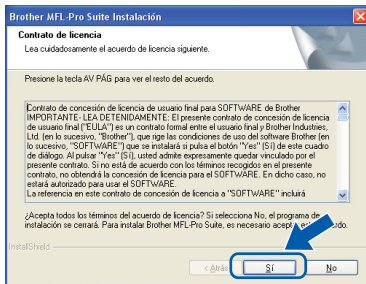 Brother MFL-Pro Suite Instalación
Contrato de licencia
Lea cuidadosamente el acuerdo de licencia siguiente.
Presione la tecla AV PÁG para ver el resto del acuerdo.
Contrato de concesión de licencia de usuario final para SOFTWARE de Brother
IMPORTANTE- LEA DETENIDAMENTE: El presente contrato de concesión de licencia
de usuario final ("EULA") es un contrato formal entre el usuario final y Brother Industries,
Ltd. (en lo sucesivo, "Brother"), que rige las condiciones de uso del software Brother (en
lo sucesivo, "SOFTWARE") que se instalará si pulsa el botón "Yes" (Sí) de este cuadro
de diálogo. Al pulsar "Yes" (Sí), usted admite expresamente quedar vinculado por el
presente contrato. Si no está de acuerdo con los términos recogidos en el presente
contrato, no obtendrá la concesión de licencia para el SOFTWARE. En dicho caso, no
estará autorizado para usar el SOFTWARE.
La referencia en este contrato de concesión de licencia a "SOFTWARE" incluirá
¿Acepta todos los términos del acuerdo de licencia? Si selecciona No, el programa de
instalación se cerrará. Para instalar Brother MFL-Pro Suite, es necesario
InstallShield
< Atrás
Sí
No